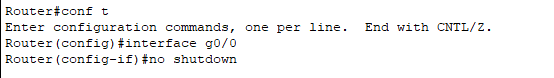 Router#conf t
Enter configuration commands, one per line.  End with CNTL/Z.
Router(config)#interface g0/0
Router(config-if)#no shutdown